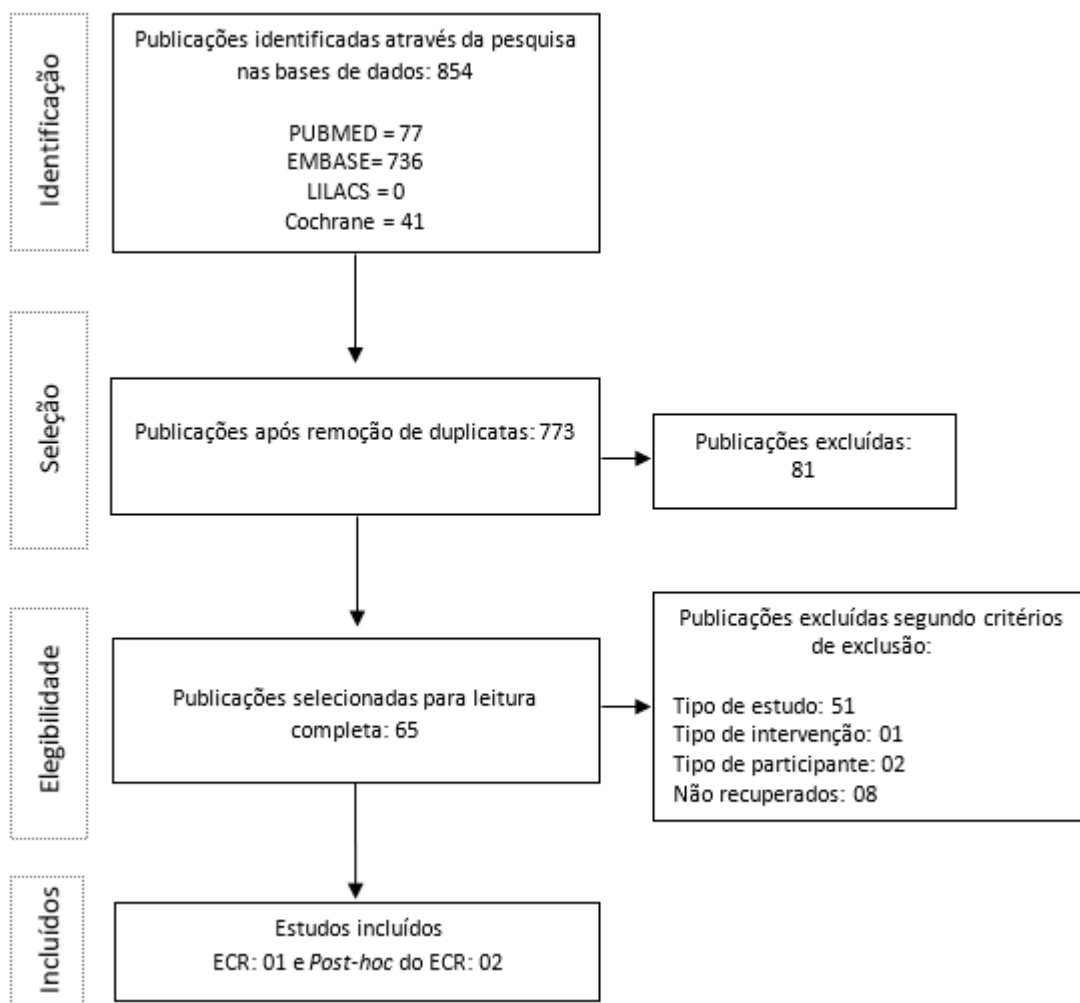 Identificação
Publicações identificadas através da pesquisa
nas bases de dados: 854
PUBMED = 77
EMBASE= 736
LILACS = 0
Cochrane = 41
Seleção
Publicações após remoção de duplicatas: 773
Publicações excluídas:
81
Elegibilidade
Publicações selecionadas para leitura
completa: 65
Publicações excluídas segundo critérios
de exclusão:
Tipo de estudo: 51
Tipo de intervenção: 01
Tipo de participante: 02
Não recuperados: 08
Incluídos
Estudos incluídos
ECR: 01 e Post-hoc do ECR: 02